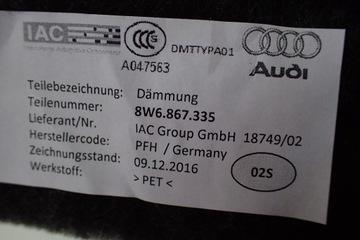 IAC
CCC
DMTTYPA01
A047563
Audi
Teilebezeichnung: Dämmung
Teilenummer: 8W6.867.335
Lieferant/Nr. IAC Group GmbH 18749/02
Herstellercode: PFH / Germany
Zeichnungsstand: 09.12.2016
Werkstoff: > PET <
02S